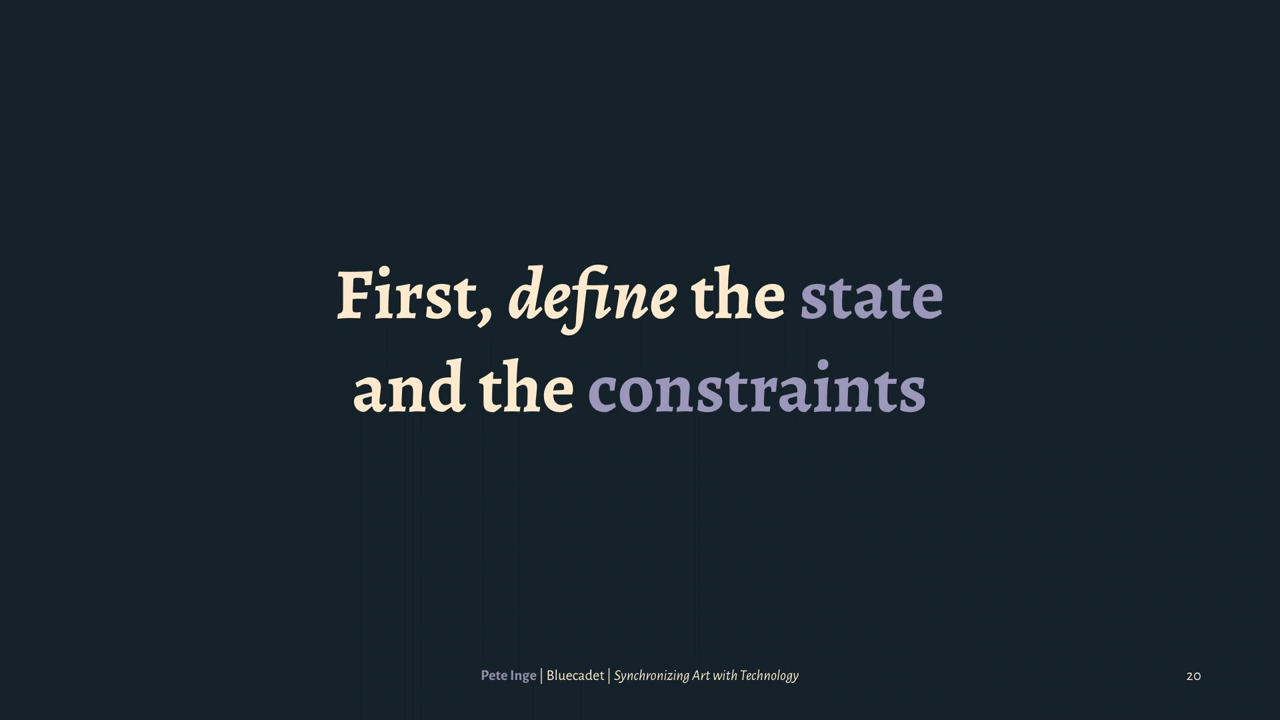 First, define the state
and the constraints
Pete Inge | Bluecadet | Synchronizing Art with Technology
20